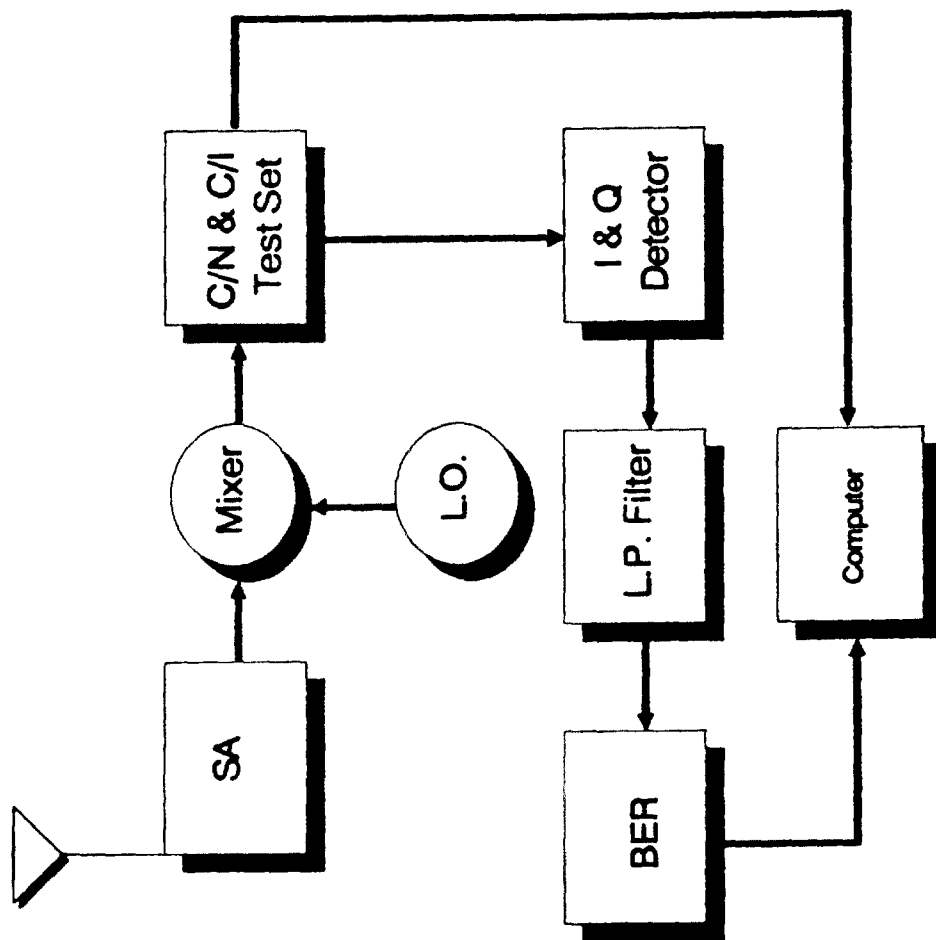 SA
Mixer
C/N & C/I
Test Set
L.O.
BER
L.P. Filter
I & Q
Detector
Computer